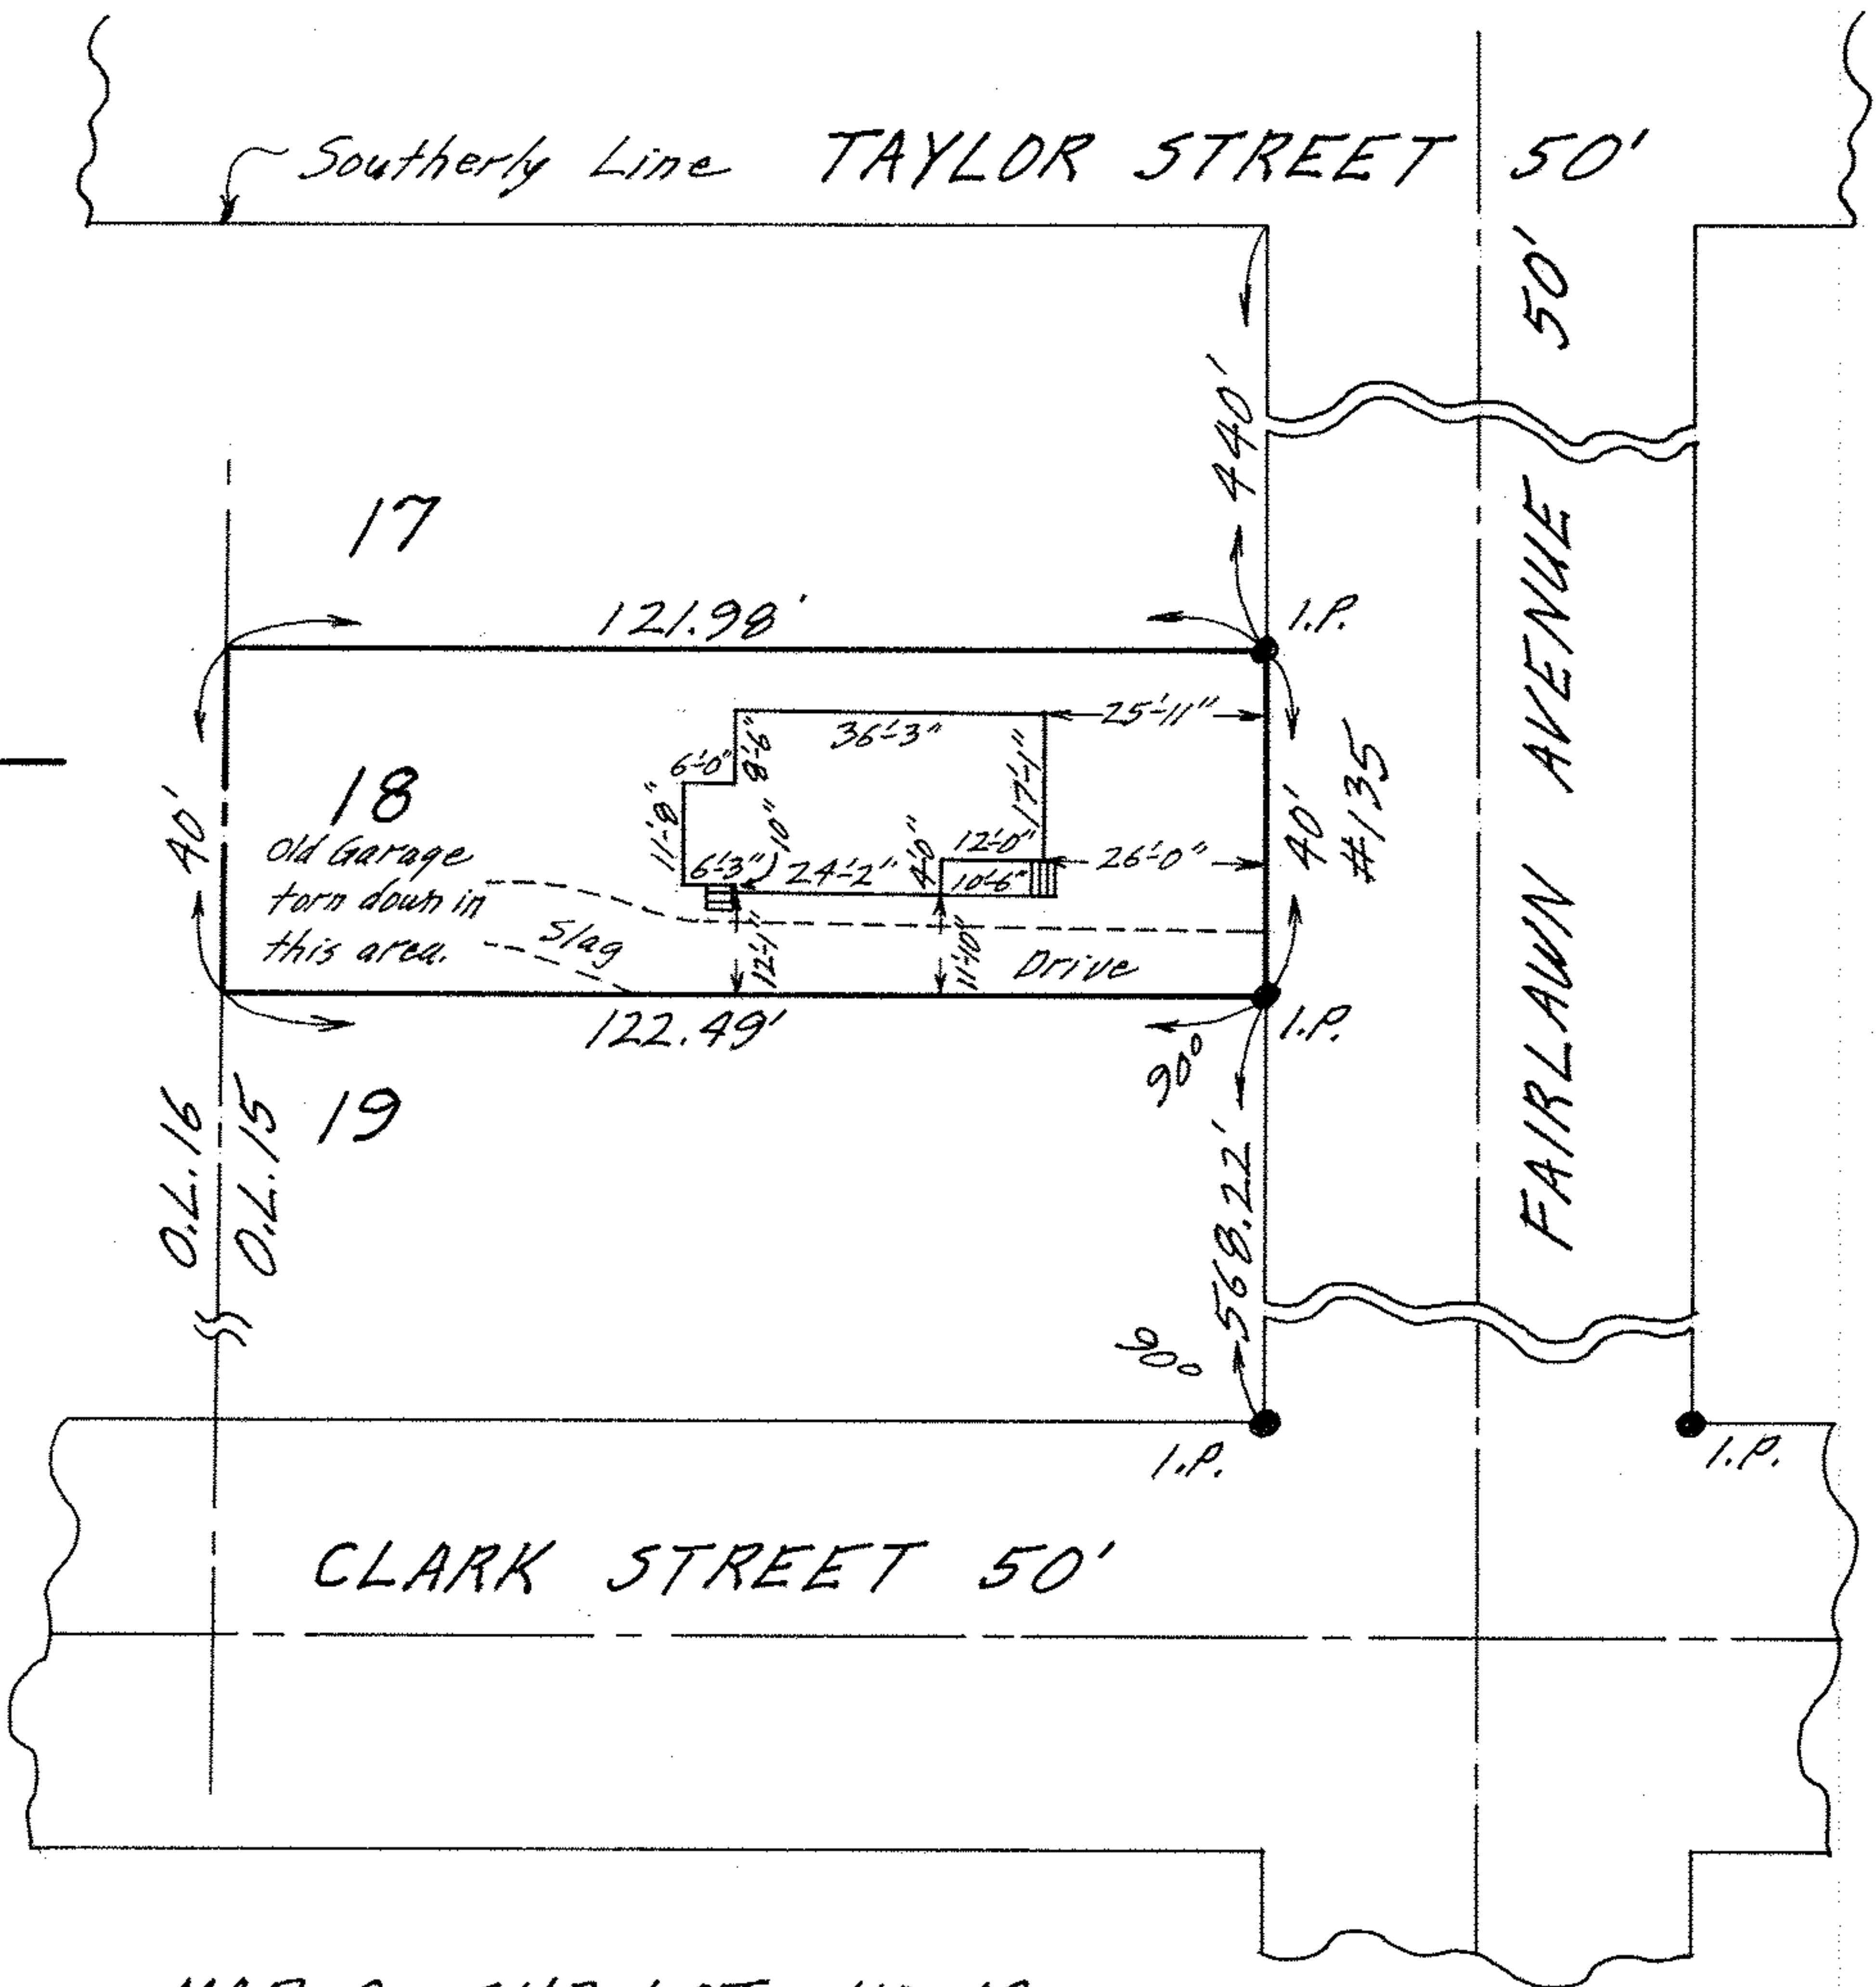 Southerly Line TAYLOR STREET 50'
50'
440'
17
121.98'
I.P.
25'-11"
36'-3"
8'-6"
6'-0"
17'-1"
18
11'-8"
10"
40'
40'
#135
12'-0"
4'-0"
26'-0"
6'-3"
24'-2"
10'-6"
Old Garage
torn down in
this area.
Slag
12'-1"
11'-10"
Drive
122.49'
I.P.
90°
FAIRLAWN AVENUE
O.L. 16
O.L. 15
19
568.22'
90°
I.P.
I.P.
CLARK STREET 50'